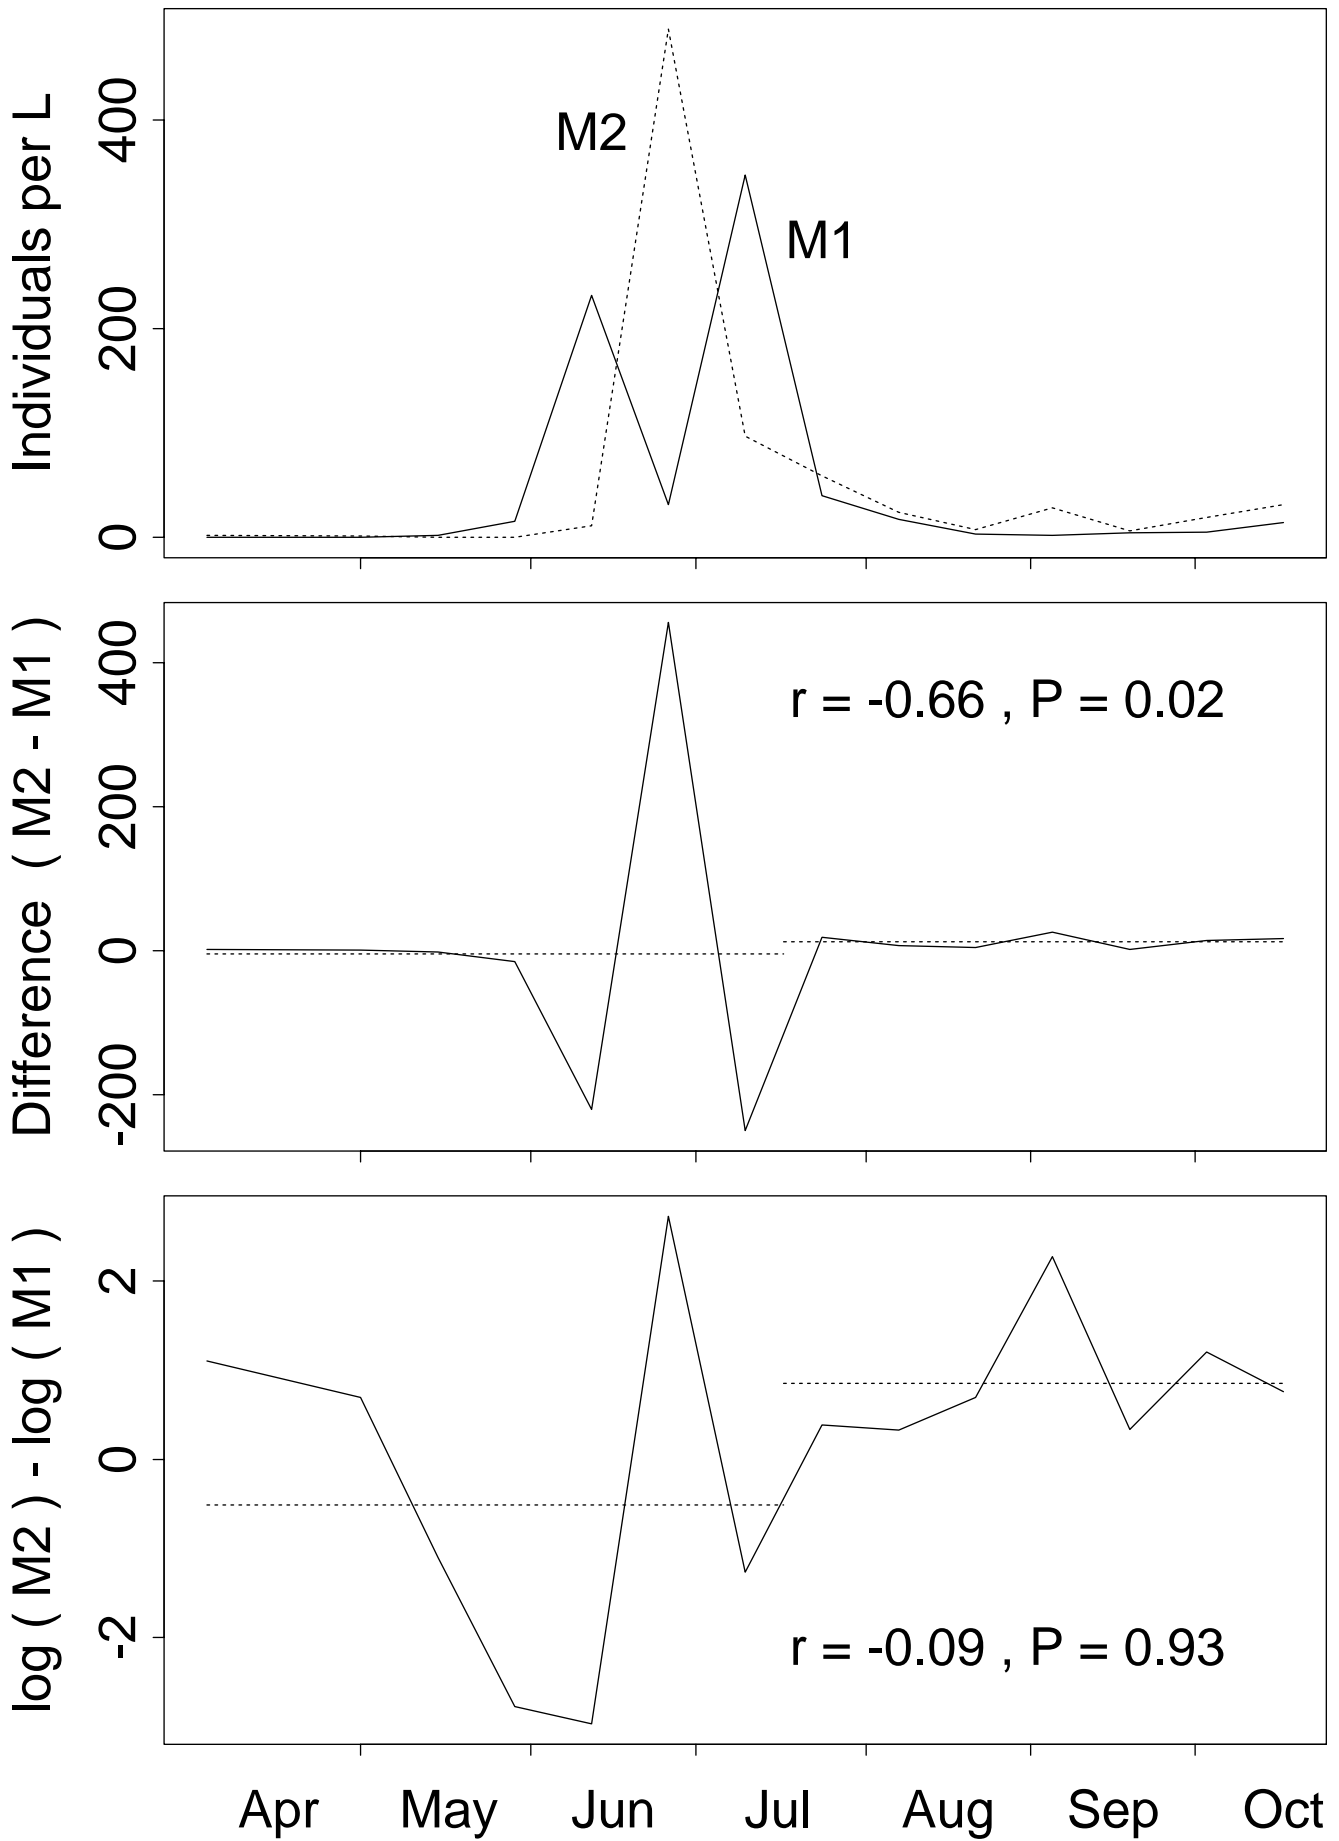 Individuals per L
400
200
0
M2
M1
Difference ( M2 - M1 )
400
200
0
-200
r = -0.66 , P = 0.02
log ( M2 ) - log ( M1 )
2
0
-2
r = -0.09 , P = 0.93
Apr May Jun Jul Aug Sep Oct